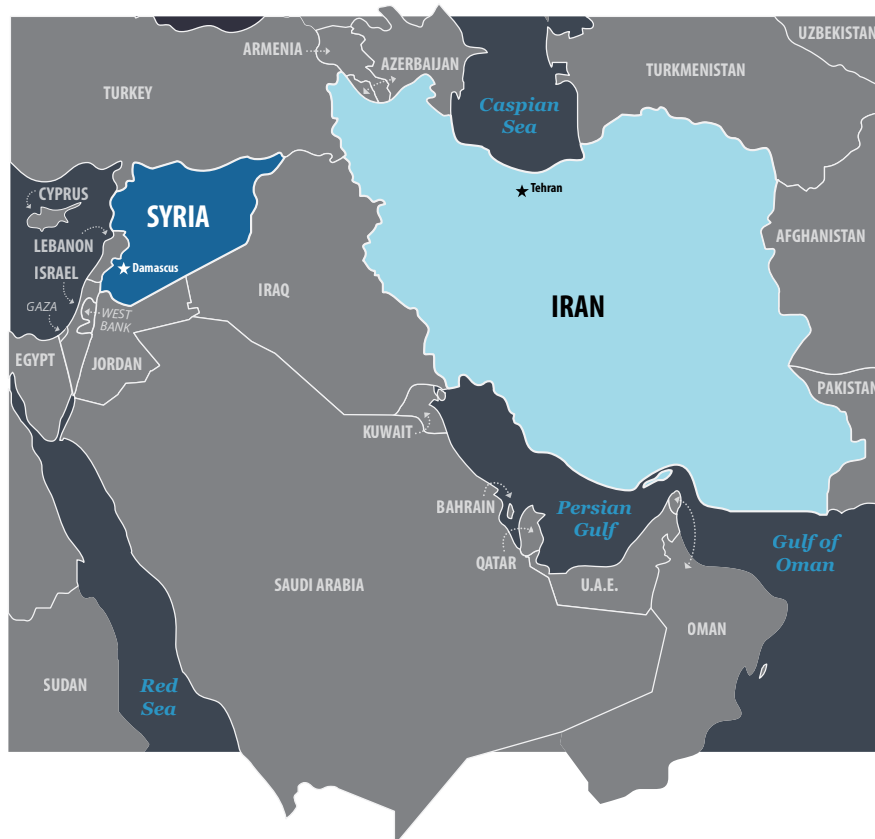 UZBEKISTAN
ARMENIA
AZERBAIJAN
TURKMENISTAN
TURKEY
Caspian
Sea
Tehran
CYPRUS
SYRIA
AFGHANISTAN
LEBANON
Damascus
ISRAEL
IRAQ
GAZA
WEST
BANK
IRAN
EGYPT
JORDAN
PAKISTAN
KUWAIT
BAHRAIN
Persian
Gulf
Gulf of
Oman
QATAR
SAUDI ARABIA
U.A.E.
OMAN
SUDAN
Red
Sea